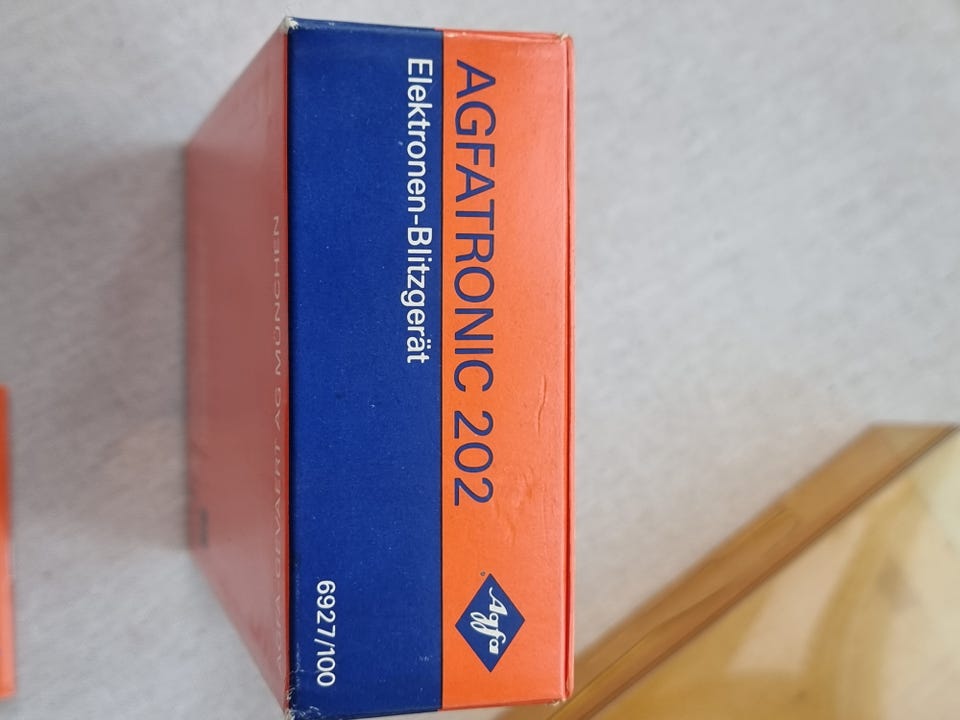 AGFATRONIC 202
Elektronen-Blitzgerät
Agfa
6927/100
AGFA-GEVAERT AG MÜNCHEN